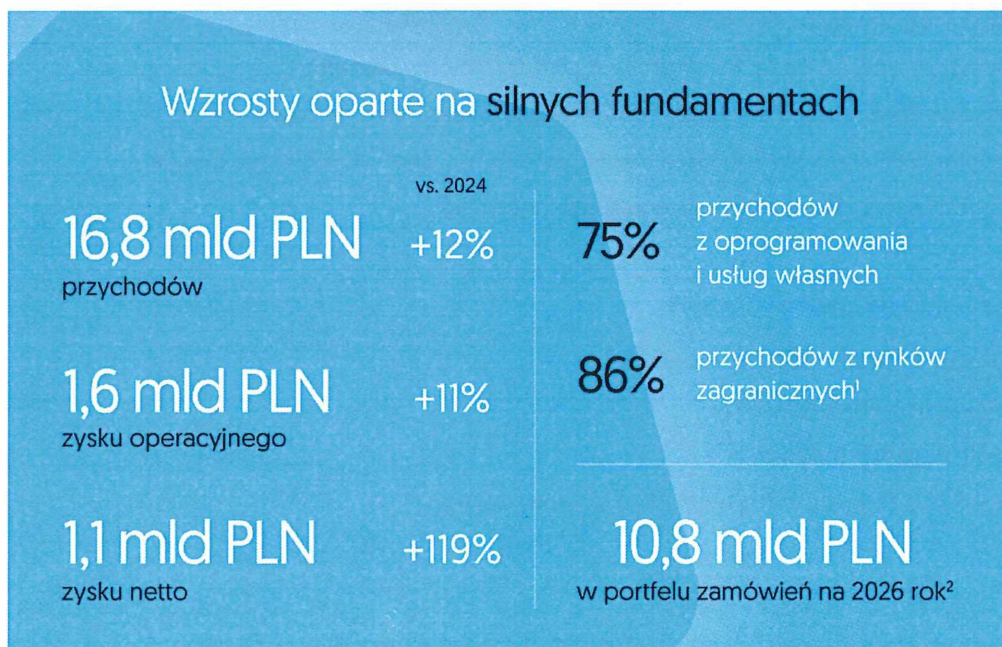 Wzrosty oparte na silnych fundamentach
vs. 2024
16,8 mld PLN +12%
przychodów
1,6 mld PLN +11%
zysku operacyjnego
1,1 mld PLN +119%
zysku netto
75%
przychodów
z oprogramowania
i usług własnych
86%
przychodów z rynków
zagranicznych¹
10,8 mld PLN
w portfelu zamówień na 2026 rok²